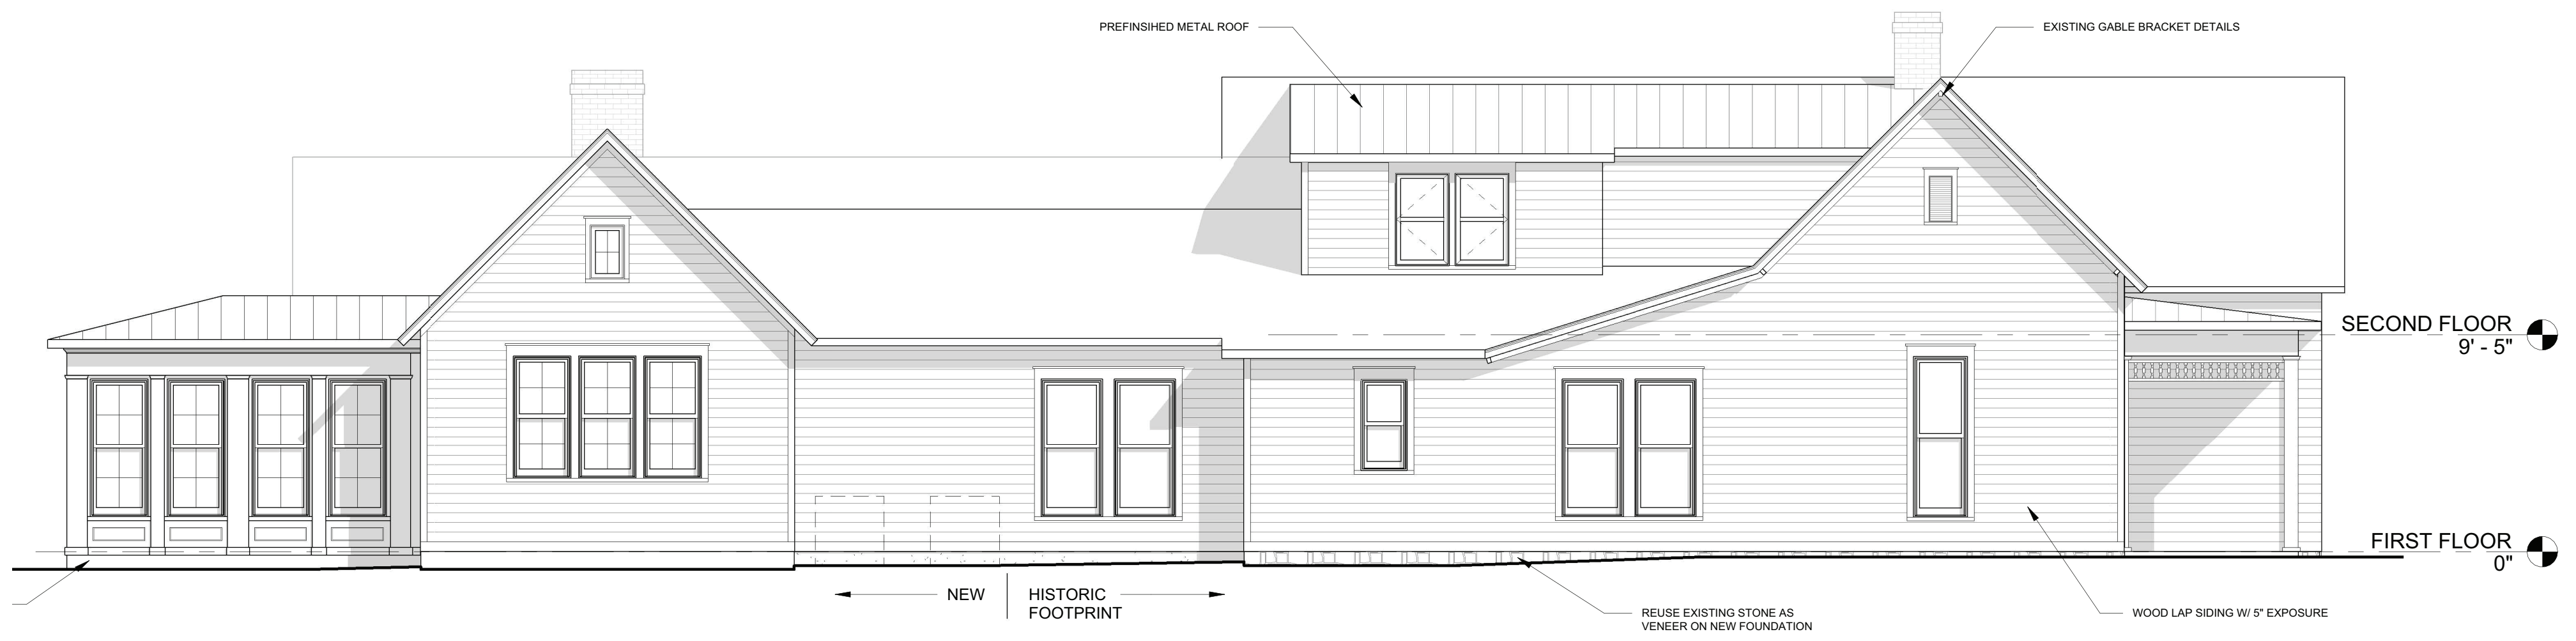 PREFINSIHED METAL ROOF
EXISTING GABLE BRACKET DETAILS
SECOND FLOOR
9' - 5"
FIRST FLOOR
0"
NEW
HISTORIC
FOOTPRINT
REUSE EXISTING STONE AS
VENEER ON NEW FOUNDATION
WOOD LAP SIDING W/ 5" EXPOSURE